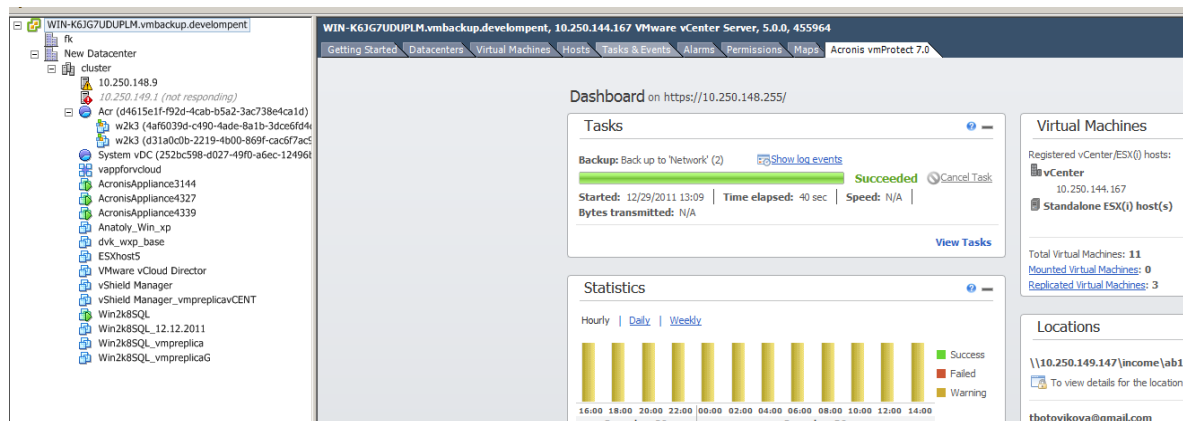 WIN-K6JG7UDUPLM.vmbackup.develompent
fk
New Datacenter
cluster
10.250.148.9
10.250.149.1 (not responding)
Acr (d4615e1f-f92d-4cab-b5a2-3ac738e4ca1d)
w2k3 (4af6039d-c490-4ade-8a1b-3dce6fd4
w2k3 (d31a0c0b-2219-4b00-869f-cac6f7ac9
System vDC (252bc598-d027-49f0-a6ec-12496
vappforvcloud
AcronisAppliance3144
AcronisAppliance4327
AcronisAppliance4339
Anatoly_Win_xp
dvk_wxp_base
ESXhost5
VMware vCloud Director
vShield Manager
vShield Manager_vmpreplicavCENT
Win2k8SQL
Win2k8SQL_12.12.2011
Win2k8SQL_vmpreplica
Win2k8SQL_vmpreplicaG
WIN-K6JG7UDUPLM.vmbackup.develompent, 10.250.144.167 VMware vCenter Server, 5.0.0, 455964
Getting Started Datacenters Virtual Machines Hosts Tasks & Events Alarms Permissions Maps Acronis vmProtect 7.0
Dashboard on https://10.250.148.255/
Tasks
Backup: Back up to 'Network' (2) Show log events
Succeeded Cancel Task
Started: 12/29/2011 13:09 Time elapsed: 40 sec Speed: N/A
Bytes transmitted: N/A
View Tasks
Statistics
Hourly | Daily | Weekly
Success
Failed
Warning
16:00 18:00 20:00 22:00 00:00 02:00 04:00 06:00 08:00 10:00 12:00 14:00
Virtual Machines
Registered vCenter/ESX(i) hosts:
vCenter
10.250.144.167
Standalone ESX(i) host(s)
Total Virtual Machines: 11
Mounted Virtual Machines: 0
Replicated Virtual Machines: 3
Locations
\\10.250.149.147\income\ab1
To view details for the location
tbotovikova@gmail.com